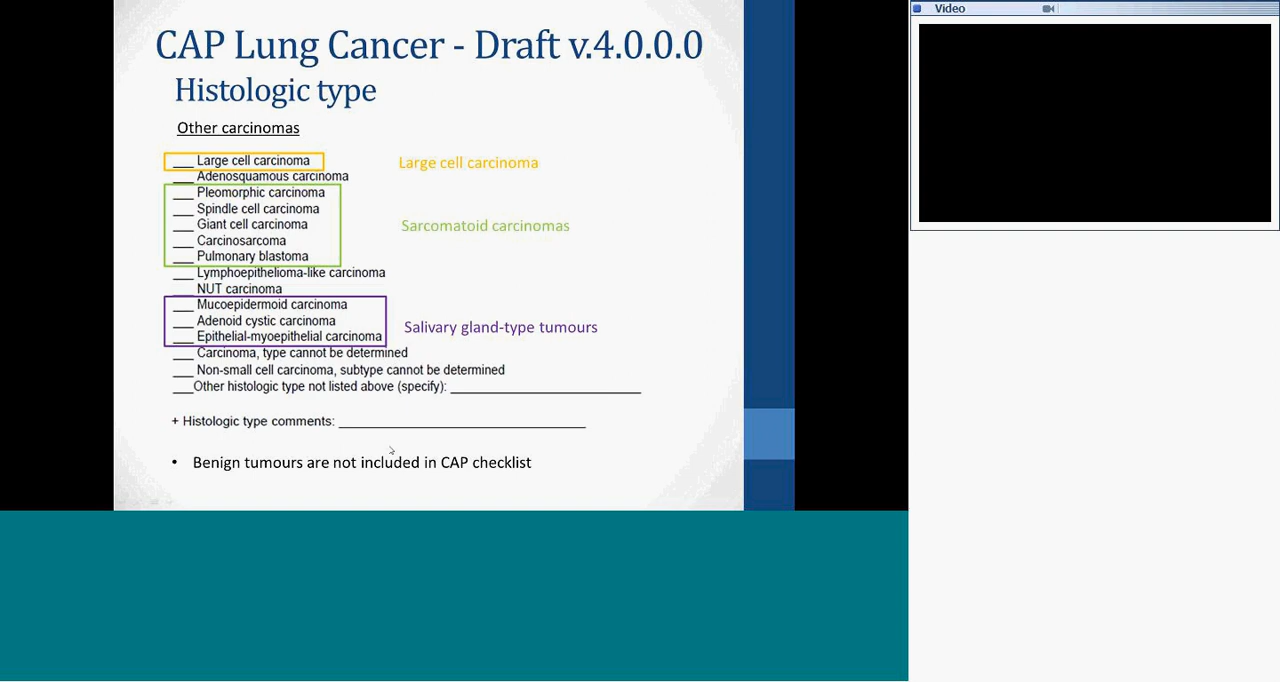 Video
CAP Lung Cancer - Draft v.4.0.0.0
Histologic type
Other carcinomas
___ Large cell carcinoma
Large cell carcinoma
___ Adenosquamous carcinoma
___ Pleomorphic carcinoma
___ Spindle cell carcinoma
___ Giant cell carcinoma
Sarcomatoid carcinomas
___ Carcinosarcoma
___ Pulmonary blastoma
___ Lymphoepithelioma-like carcinoma
___ NUT carcinoma
___ Mucoepidermoid carcinoma
___ Adenoid cystic carcinoma
Salivary gland-type tumours
___ Epithelial-myoepithelial carcinoma
___ Carcinoma, type cannot be determined
___ Non-small cell carcinoma, subtype cannot be determined
___Other histologic type not listed above (specify): ___________________________
+ Histologic type comments: ___________________________________
• Benign tumours are not included in CAP checklist